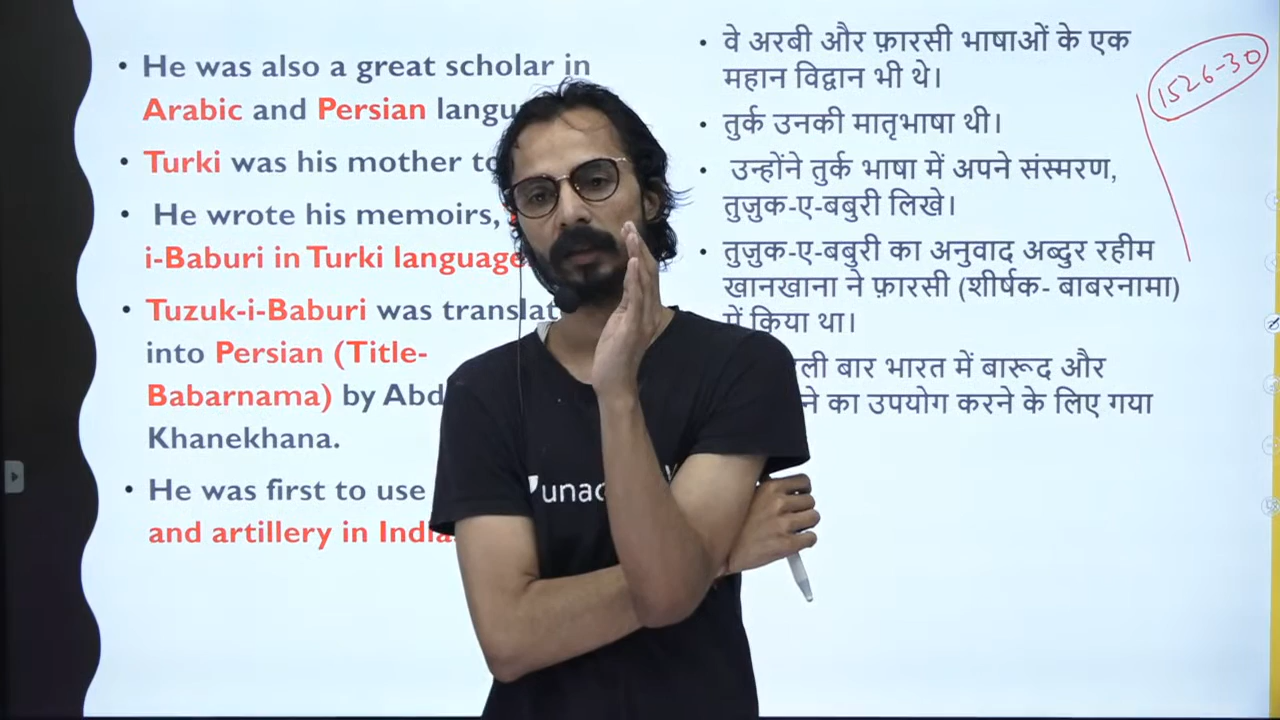 • He was also a great scholar in
Arabic and Persian langu
• Turki was his mother to
• He wrote his memoirs,
i-Baburi in Turki language
• Tuzuk-i-Baburi was translat
into Persian (Title-
Babarnama) by Abd
Khanekhana.
• He was first to use
and artillery in India.
• वे अरबी और फ़ारसी भाषाओं के एक
महान विद्वान भी थे।
• तुर्क उनकी मातृभाषा थी।
• उन्होंने तुर्क भाषा में अपने संस्मरण,
तुजुक-ए-बबुरी लिखे।
• तुजुक-ए-बबुरी का अनुवाद अब्दुर रहीम
खानखाना ने फ़ारसी (शीर्षक- बाबरनामा)
में किया था।
ली बार भारत में बारूद और
ने का उपयोग करने के लिए गया
1526-30
unac